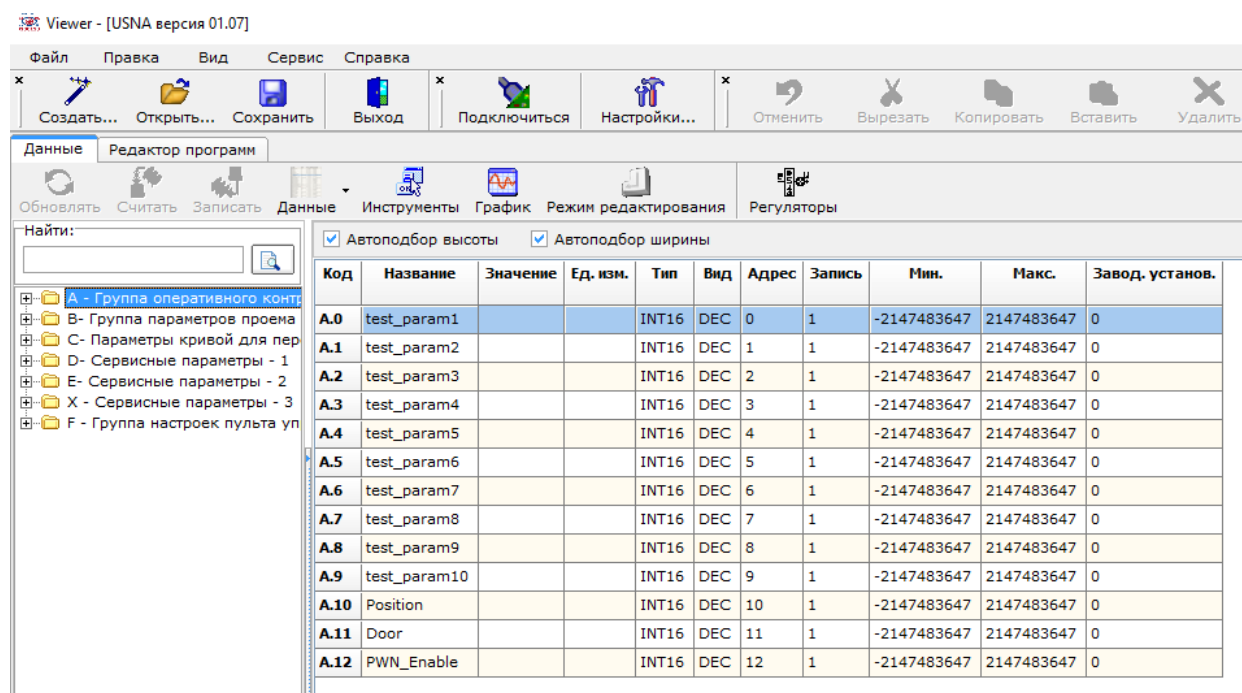 Viewer - [USNA версия 01.07]
Файл Правка Вид Сервис Справка
Создать... Открыть... Сохранить Выход Подключиться Настройки... Отменить Вырезать Копировать Вставить Удалить
Данные Редактор программ
Обновлять Считать Записать Данные Инструменты График Режим редактирования Регуляторы
Найти:
A - Группа оперативного контр
B- Группа параметров проема
C- Параметры кривой для пер
D- Сервисные параметры - 1
E- Сервисные параметры - 2
X - Сервисные параметры - 3
F - Группа настроек пульта уп
Автоподбор высоты Автоподбор ширины
Код Название Значение Ед. изм. Тип Вид Адрес Запись Мин. Макс. Завод. установ.
A.0 test_param1 INT16 DEC 0 1 -2147483647 2147483647 0
A.1 test_param2 INT16 DEC 1 1 -2147483647 2147483647 0
A.2 test_param3 INT16 DEC 2 1 -2147483647 2147483647 0
A.3 test_param4 INT16 DEC 3 1 -2147483647 2147483647 0
A.4 test_param5 INT16 DEC 4 1 -2147483647 2147483647 0
A.5 test_param6 INT16 DEC 5 1 -2147483647 2147483647 0
A.6 test_param7 INT16 DEC 6 1 -2147483647 2147483647 0
A.7 test_param8 INT16 DEC 7 1 -2147483647 2147483647 0
A.8 test_param9 INT16 DEC 8 1 -2147483647 2147483647 0
A.9 test_param10 INT16 DEC 9 1 -2147483647 2147483647 0
A.10 Position INT16 DEC 10 1 -2147483647 2147483647 0
A.11 Door INT16 DEC 11 1 -2147483647 2147483647 0
A.12 PWN_Enable INT16 DEC 12 1 -2147483647 2147483647 0